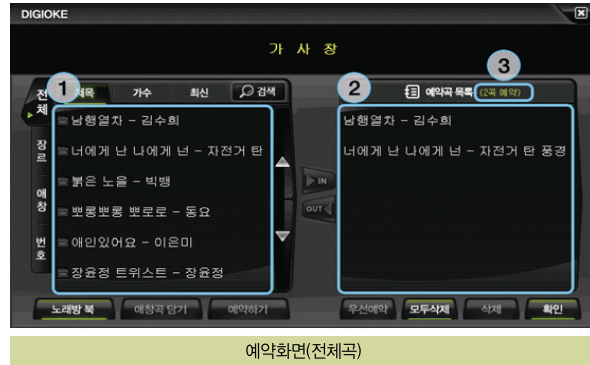 DIGIOKE
가 사 창
3
1
제목 가수 최신 검색
2
예약곡 목록 (2곡 예약)
전체
장르
애창
번호
남행열차 – 김수희
너에게 난 나에게 넌 – 자전거 탄
붉은 노을 – 빅뱅
뽀롱뽀롱 뽀로로 – 동요
애인있어요 – 이은미
장윤정 트위스트 – 장윤정
IN
OUT
남행열차 – 김수희
너에게 난 나에게 넌 – 자전거 탄 풍경
노래방 북 애창곡 담기 예약하기
우선예약 모두삭제 삭제 확인
예약화면(전체곡)